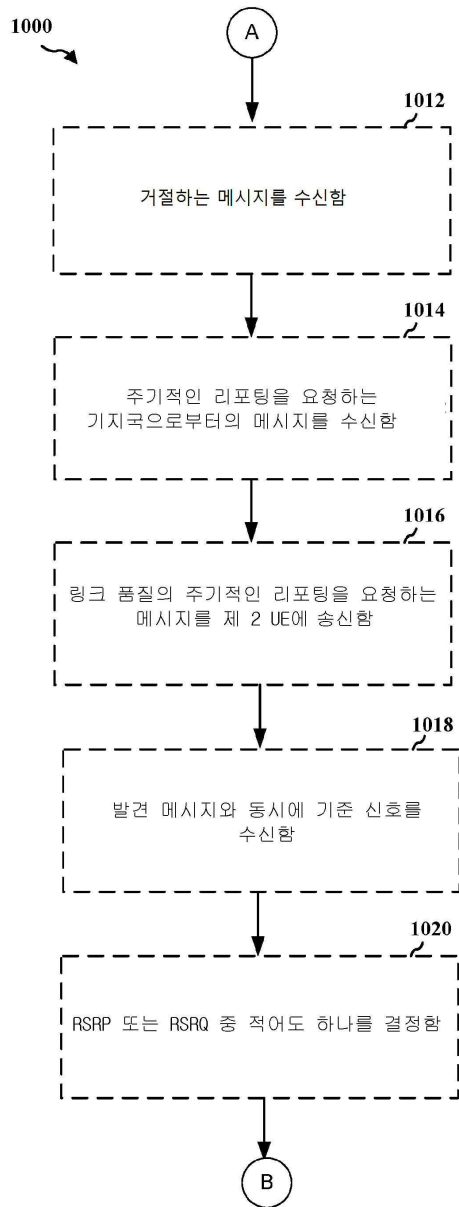 1000
A
1012
거절하는 메시지를 수신함
1014
주기적인 리포팅을 요청하는
기지국으로부터의 메시지를 수신함
1016
링크 품질의 주기적인 리포팅을 요청하는
메시지를 제 2 UE에 송신함
1018
발견 메시지와 동시에 기준 신호를
수신함
1020
RSRP 또는 RSRQ 중 적어도 하나를 결정함
B